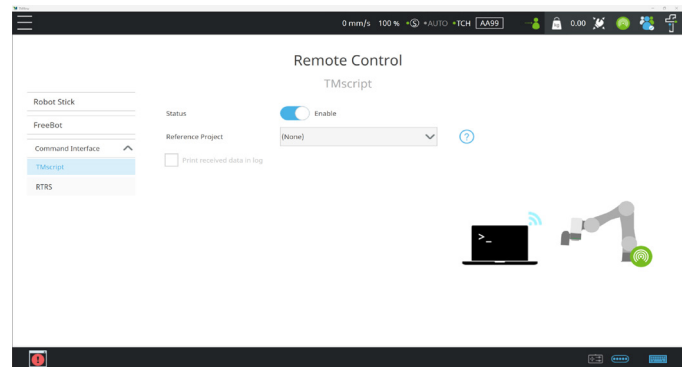 0 mm/s 100 % •Ⓢ •AUTO •TCH AA99 0.00
Remote Control
TMscript
Robot Stick
FreeBot
Command Interface
TMscript
RTRS
Status Enable
Reference Project (None) ?
Print received data in log
>_